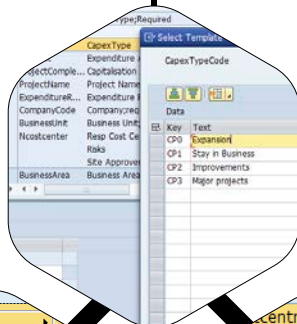 Type;Required
CapexType
Select Template
Expenditure
CapexTypeCode
ojectComple... Capitalisation
ProjectName Project Name
ExpenditureR... Expenditure
CompanyCode Company;req
BusinessUnit Business Unit;
Ncostcenter Resp Cost Ce
Risks
Site Approve
BusinessArea Business Area
Data
Key Text
CP0 Expansion
CP1 Stay in Business
CP2 Improvements
CP3 Major projects
centr